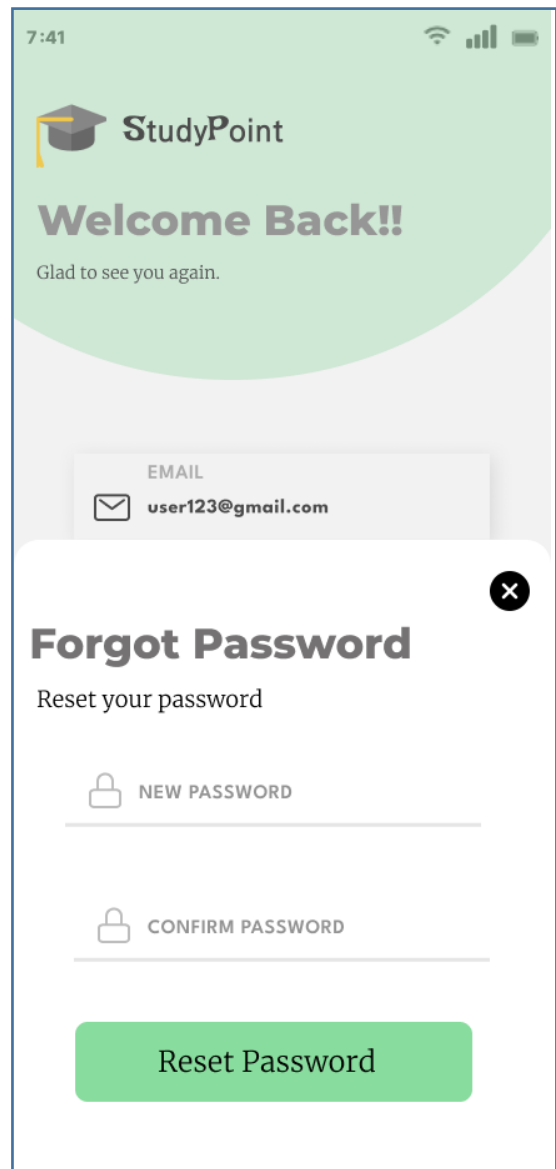 7:41
StudyPoint
Welcome Back!!
Glad to see you again.
EMAIL
user123@gmail.com
Forgot Password
Reset your password
NEW PASSWORD
CONFIRM PASSWORD
Reset Password